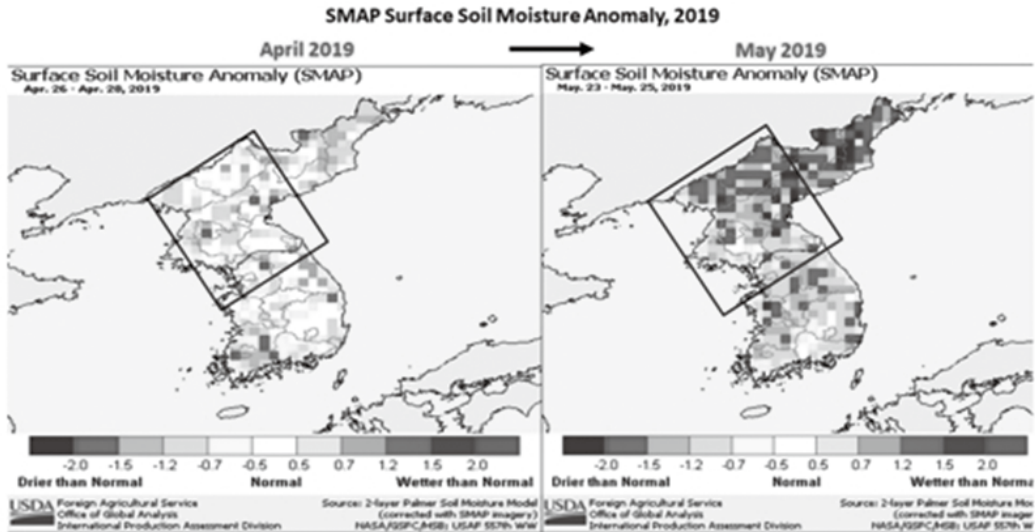 SMAP Surface Soil Moisture Anomaly, 2019
April 2019
May 2019
Surface Soil Moisture Anomaly (SMAP)
Apr. 26 - Apr. 28, 2019
-2.0 -1.5 -1.2 -0.7 -0.5 0.5 0.7 1.2 1.5 2.0
Drier than Normal Normal Wetter than Normal
USDA Foreign Agricultural Service
Office of Global Analysis
International Production Assessment Division
Source: 2-layer Palmer Soil Moisture Model
(corrected with SMAP imagery)
NASA/GSFC/HSB; USAF 557th WW
Surface Soil Moisture Anomaly (SMAP)
May. 23 - May. 25, 2019
-2.0 -1.5 -1.2 -0.7 -0.5 0.5 0.7 1.2 1.5 2.0
Drier than Normal Normal Wetter than Norma
USDA Foreign Agricultural Service
Office of Global Analysis
International Production Assessment Division
Source: 2-layer Palmer Soil Moisture
(corrected with SMAP image
NASA/GSFC/HSB; USAF 557th